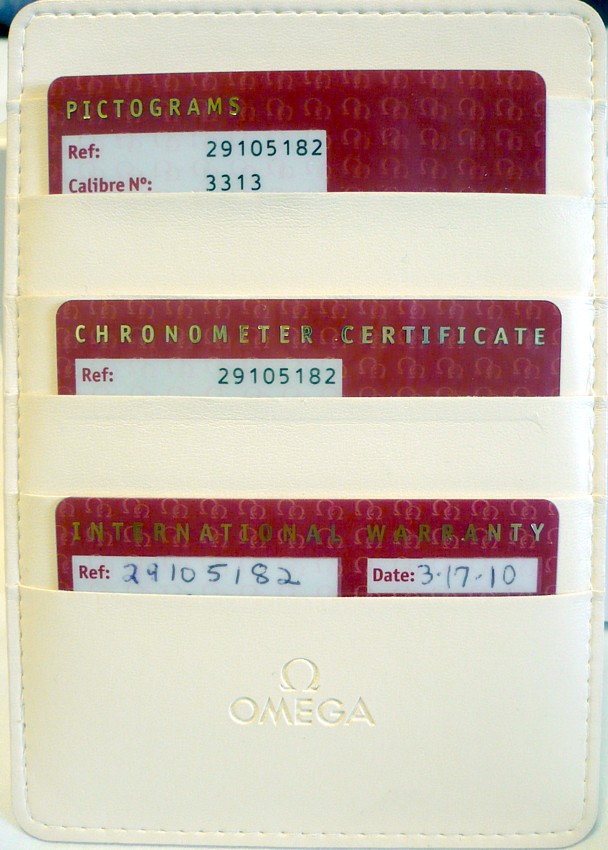 PICTOGRAMS
Ref: 29105182
Calibre Nº: 3313
CHRONOMETER CERTIFICATE
Ref: 29105182
INTERNATIONAL WARRANTY
Ref: 29105182 Date: 3-17-10
Ω
OMEGA